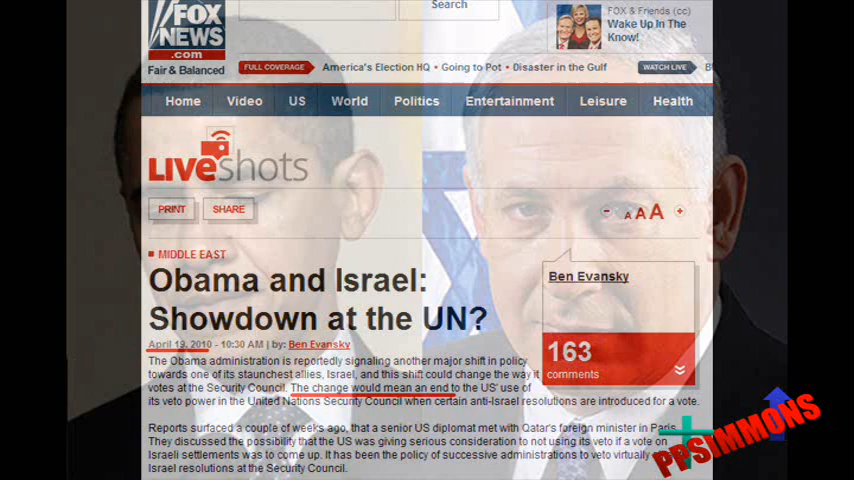 FOX
NEWS
.com
Fair & Balanced
Search
FOX & Friends (cc)
Wake Up In The
Know!
FULL COVERAGE America's Election HQ • Going to Pot • Disaster in the Gulf WATCH LIVE
Home Video US World Politics Entertainment Leisure Health
LIVEshots
PRINT SHARE
- A A A +
MIDDLE EAST
Obama and Israel:
Showdown at the UN?
April 19, 2010 - 10:30 AM | by: Ben Evansky
Ben Evansky
163
comments
The Obama administration is reportedly signaling another major shift in policy
towards one of its staunchest allies, Israel, and this shift could change the way it
votes at the Security Council. The change would mean an end to the US' use of
its veto power in the United Nations Security Council when certain anti-Israel resolutions are introduced for a vote.
Reports surfaced a couple of weeks ago, that a senior US diplomat met with Qatar's foreign minister in Paris.
They discussed the possibility that the US was giving serious consideration to not using its veto if a vote on
Israeli settlements was to come up. It has been the policy of successive administrations to veto virtually
Israel resolutions at the Security Council.
PPSIMMONS